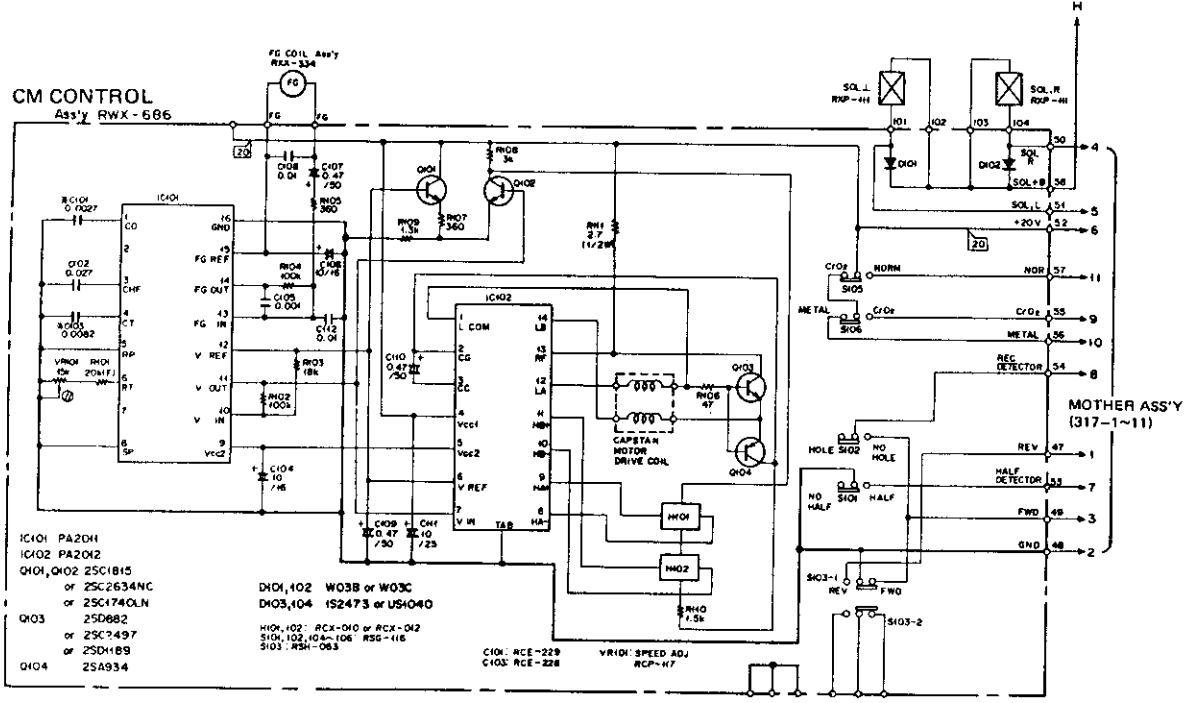 H
CM CONTROL
Ass'y RWX-686
FG COIL Ass'y
RXX-334
FG
FG
FG
20
SOL,L
RXP-111
SOL,R
RXP-111
101
102
103
104
D101
D102
50
4
SOL
R
SOL+B
58
SOL,L
51
5
+20V
52
6
20
C106
0.01
C107
0.47
/50
R105
360
Q101
R108
3k
Q102
R107
360
R109
1.3k
R111
2.7
(1/2W)
※C101
0.0027
C102
0.027
※C103
0.0082
VR101
15k
R101
20k(F)
IC101
1
CO
2
3
CHF
4
CT
5
RP
6
RT
7
8
SP
16
GND
15
FG REF
14
FG OUT
13
FG IN
12
V REF
11
V OUT
10
V IN
9
Vcc2
C108
10/16
R104
100k
C105
0.001
C112
0.01
R103
18k
R102
100k
C104
10
/16
C110
0.47
/50
C109
0.47
/50
C111
10
/25
IC102
1
L COM
2
CG
3
CC
4
Vcc1
5
Vcc2
6
V REF
7
V IN
TAB
14
LB
13
RF
12
LA
11
HB+
10
HB-
9
HA+
8
HA-
CAPSTAN
MOTOR
DRIVE COIL
R106
47
Q103
Q104
H101
H102
R110
1.5k
CrO2
S105
NORM
NOR
57
11
METAL
S106
CrO2
CrO2
55
9
METAL
56
10
REC
DETECTOR
54
8
MOTHER ASS'Y
(317-1~11)
HOLE
S102
NO
HOLE
REV
47
1
NO
HALF
S101
HALF
HALF
DETECTOR
53
7
FWD
49
3
GND
48
2
S103-1
REV
FWD
S103-2
IC101 PA2011
IC102 PA2012
Q101,Q102 2SC1815
or 2SC2634NC
or 2SC1740LN
Q103 2SD882
or 2SC2497
or 2SD1189
Q104 2SA934
D101,102 W03B or W03C
D103,104 1S2473 or US1040
H101,102: RCX-010 or RCX-012
S101,102,104~106: RSG-116
S103: RSH-063
C101: RCE-229
C103: RCE-228
VR101: SPEED ADJ
RCP-117